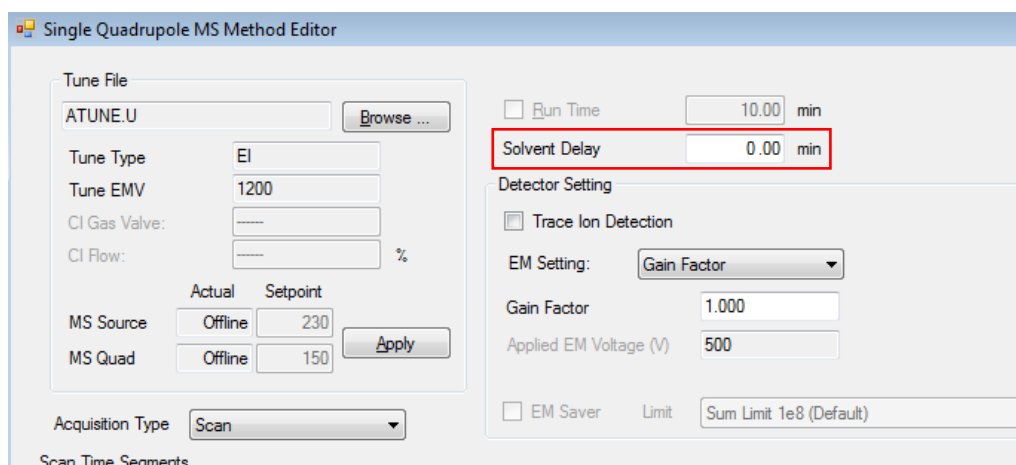 Single Quadrupole MS Method Editor
Tune File
ATUNE.U
Browse ...
Tune Type EI
Tune EMV 1200
CI Gas Valve: ------
CI Flow: ------ %
Actual Setpoint
MS Source Offline 230
MS Quad Offline 150
Apply
Acquisition Type Scan
Scan Time Segments
Run Time 10.00 min
Solvent Delay 0.00 min
Detector Setting
Trace Ion Detection
EM Setting: Gain Factor
Gain Factor 1.000
Applied EM Voltage (V) 500
EM Saver Limit Sum Limit 1e8 (Default)